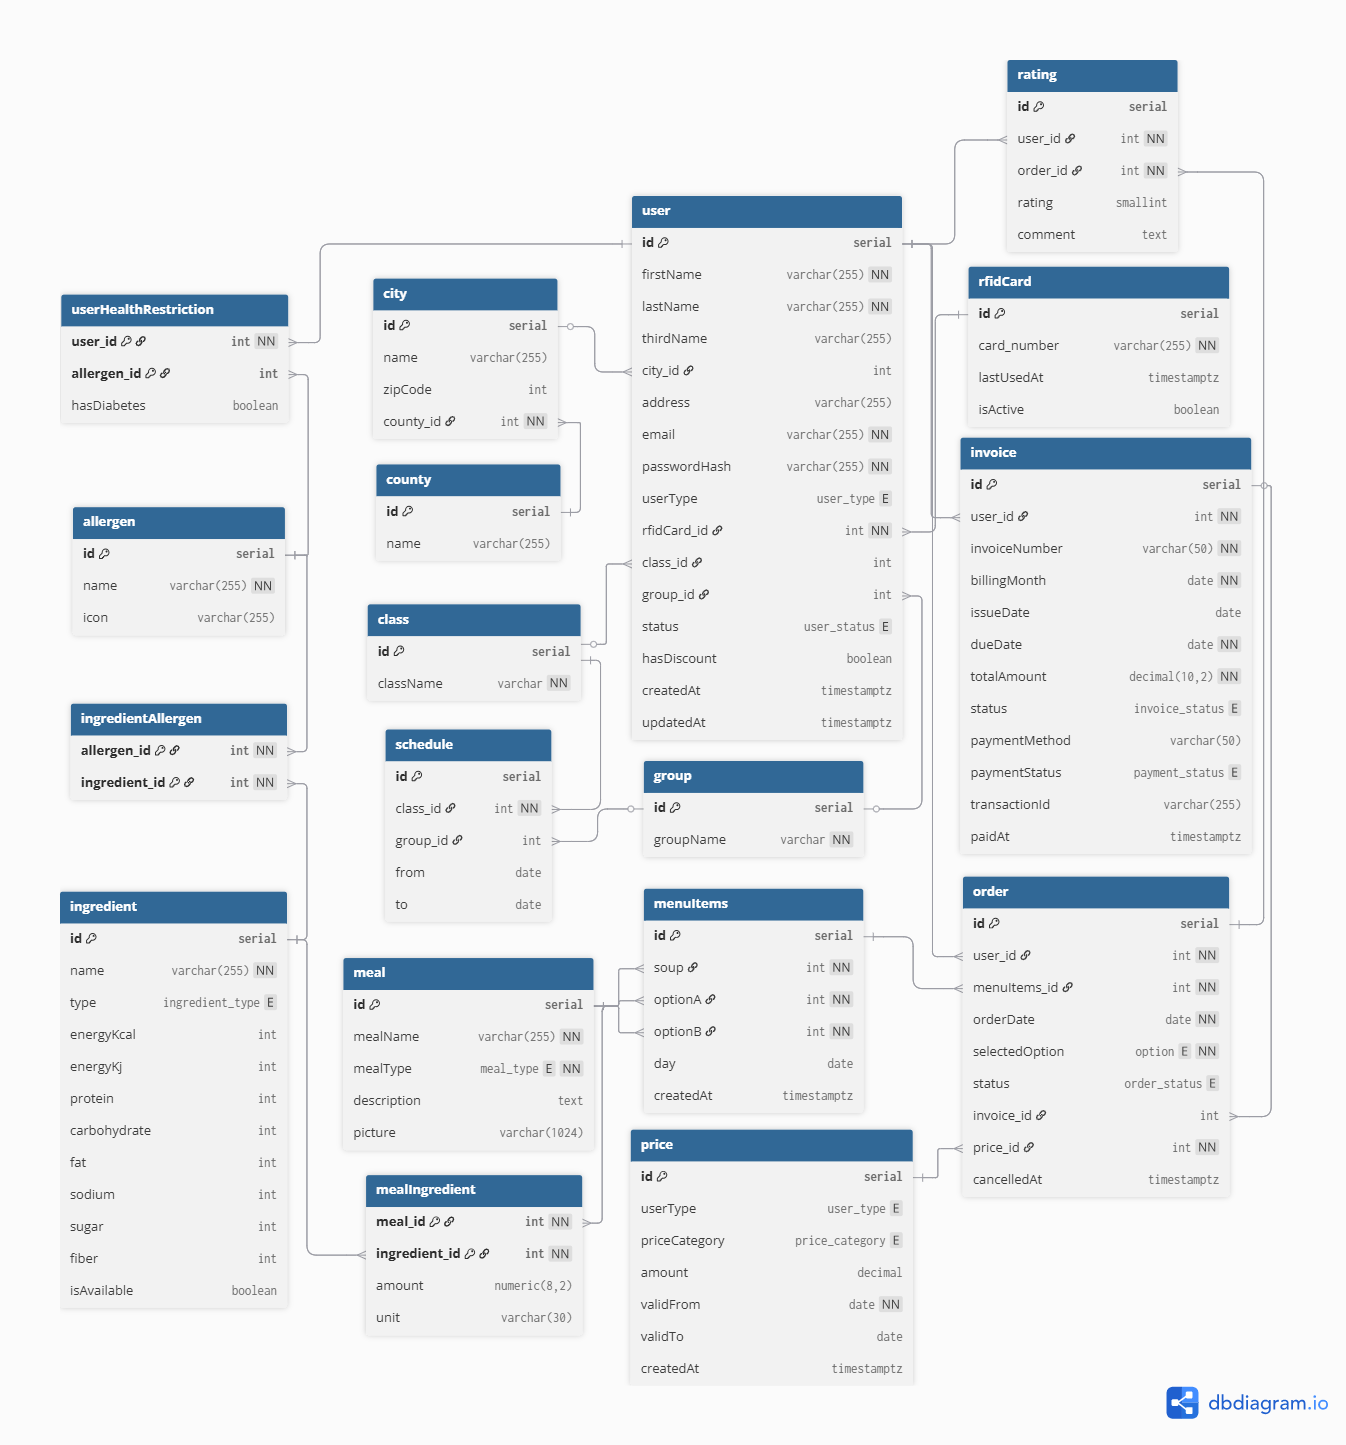 rating
id serial
user_id int NN
order_id int NN
rating smallint
comment text
user
id serial
firstName varchar(255) NN
lastName varchar(255) NN
thirdName varchar(255)
city_id int
address varchar(255)
email varchar(255) NN
passwordHash varchar(255) NN
userType user_type E
rfidCard_id int NN
class_id int
group_id int
status user_status E
hasDiscount boolean
createdAt timestamptz
updatedAt timestamptz
rfidCard
id serial
card_number varchar(255) NN
lastUsedAt timestamptz
isActive boolean
city
id serial
name varchar(255)
zipCode int
county_id int NN
userHealthRestriction
user_id int NN
allergen_id int
hasDiabetes boolean
invoice
id serial
user_id int NN
invoiceNumber varchar(50) NN
billingMonth date NN
issueDate date
dueDate date NN
totalAmount decimal(10,2) NN
status invoice_status E
paymentMethod varchar(50)
paymentStatus payment_status E
transactionId varchar(255)
paidAt timestamptz
county
id serial
name varchar(255)
allergen
id serial
name varchar(255) NN
icon varchar(255)
class
id serial
className varchar NN
ingredientAllergen
allergen_id int NN
ingredient_id int NN
schedule
id serial
class_id int NN
group_id int
from date
to date
group
id serial
groupName varchar NN
order
id serial
user_id int NN
menuItems_id int NN
orderDate date NN
selectedOption option E NN
status order_status E
invoice_id int
price_id int NN
cancelledAt timestamptz
menuItems
id serial
soup int NN
optionA int NN
optionB int NN
day date
createdAt timestamptz
ingredient
id serial
name varchar(255) NN
type ingredient_type E
energyKcal int
energyKj int
protein int
carbohydrate int
fat int
sodium int
sugar int
fiber int
isAvailable boolean
meal
id serial
mealName varchar(255) NN
mealType meal_type E NN
description text
picture varchar(1024)
price
id serial
userType user_type E
priceCategory price_category E
amount decimal
validFrom date NN
validTo date
createdAt timestamptz
mealIngredient
meal_id int NN
ingredient_id int NN
amount numeric(8,2)
unit varchar(30)
dbdiagram.io